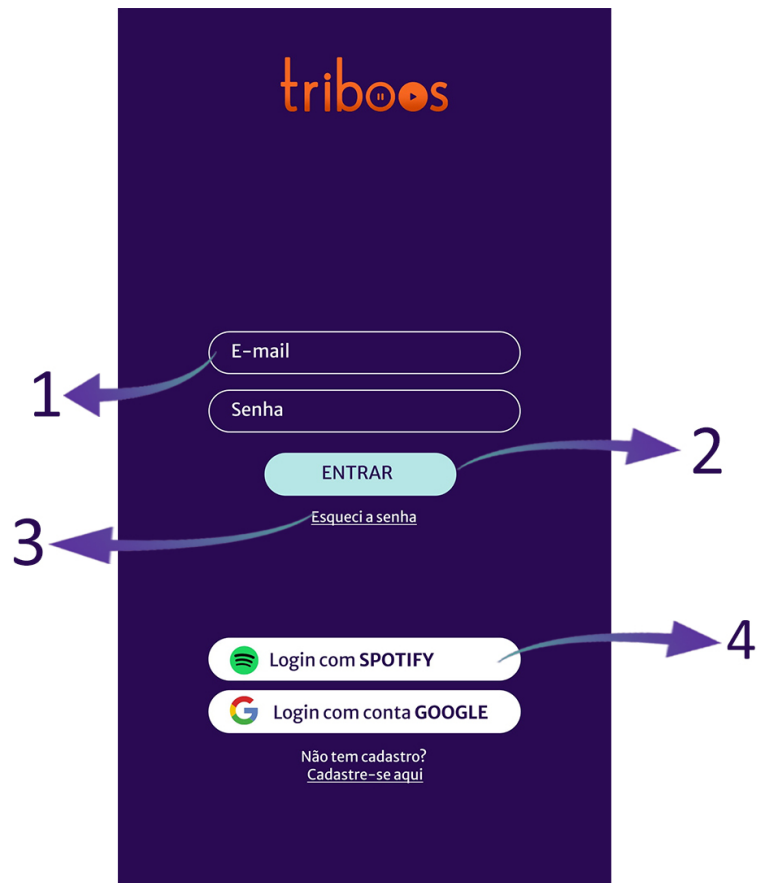 triboos
E-mail
1
Senha
ENTRAR
2
Esqueci a senha
3
Login com SPOTIFY
4
Login com conta GOOGLE
Não tem cadastro?
Cadastre-se aqui